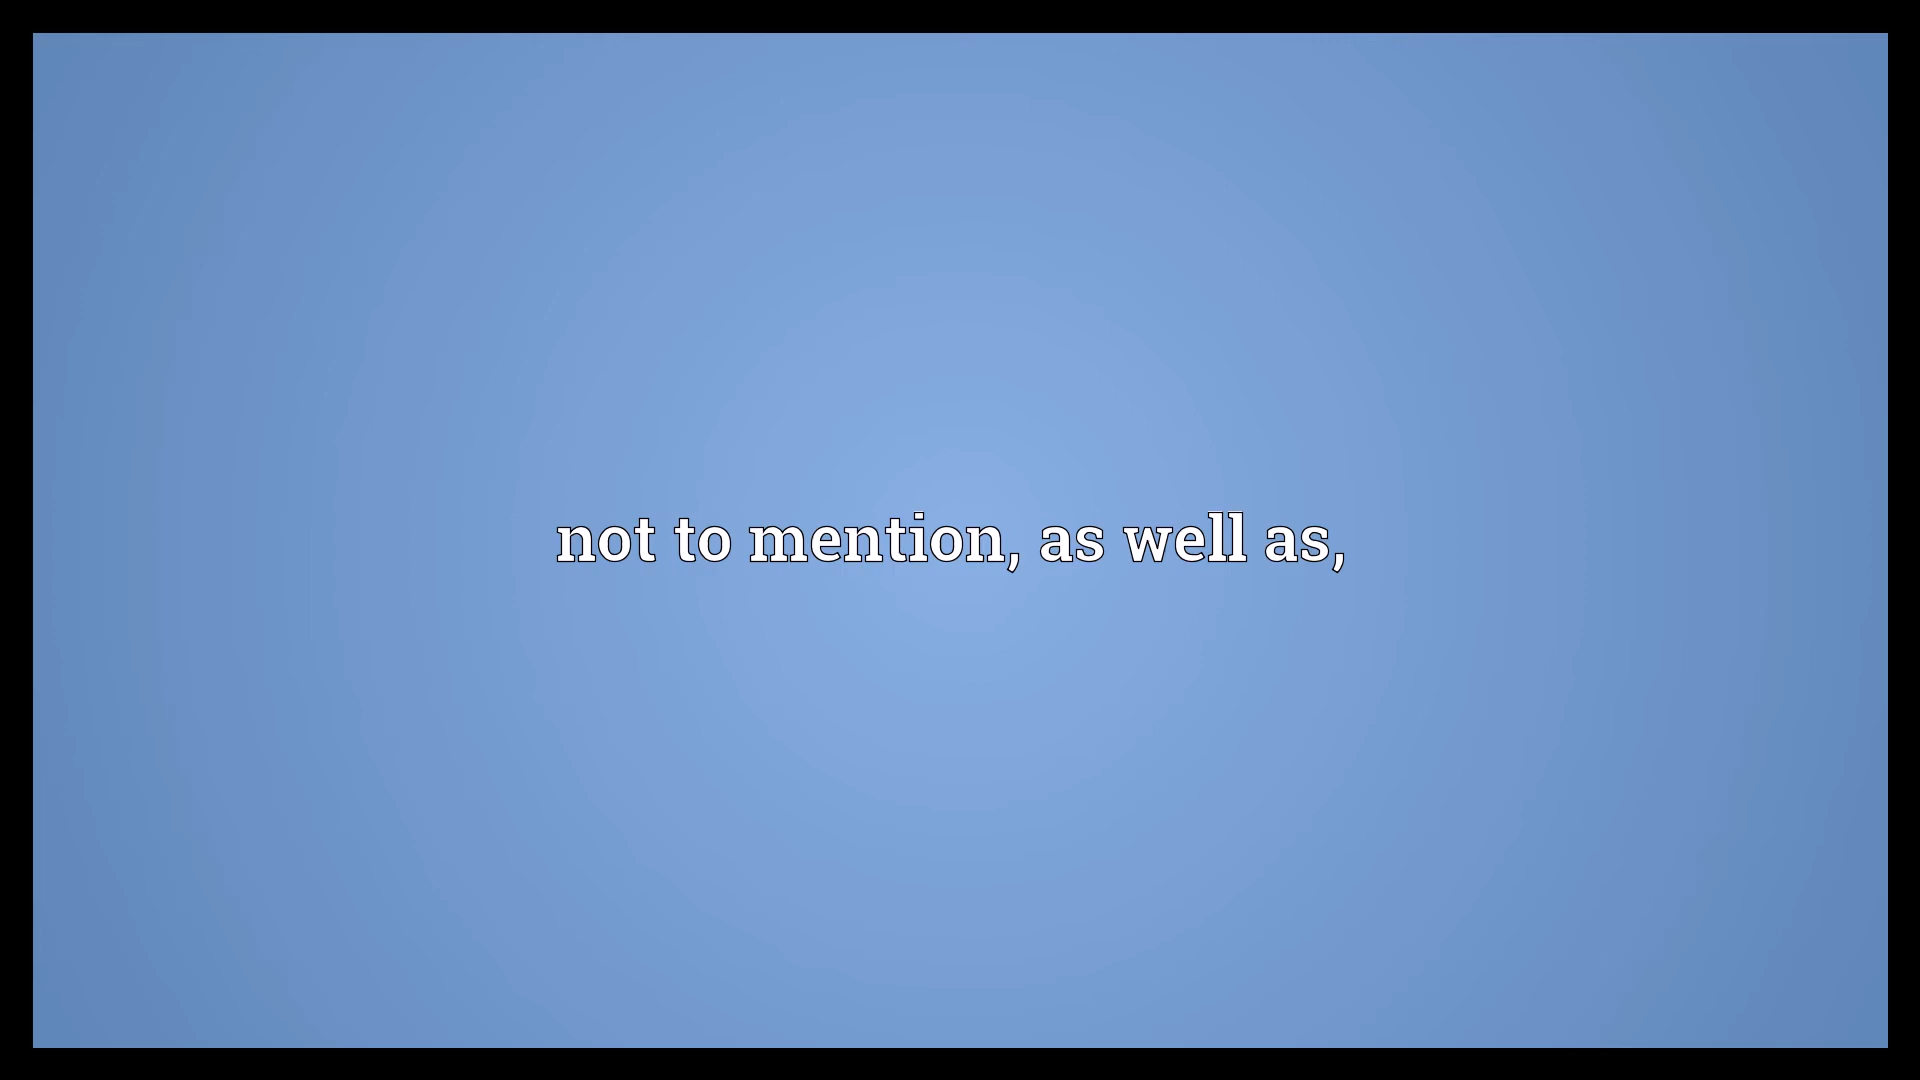 not to mention, as well as,